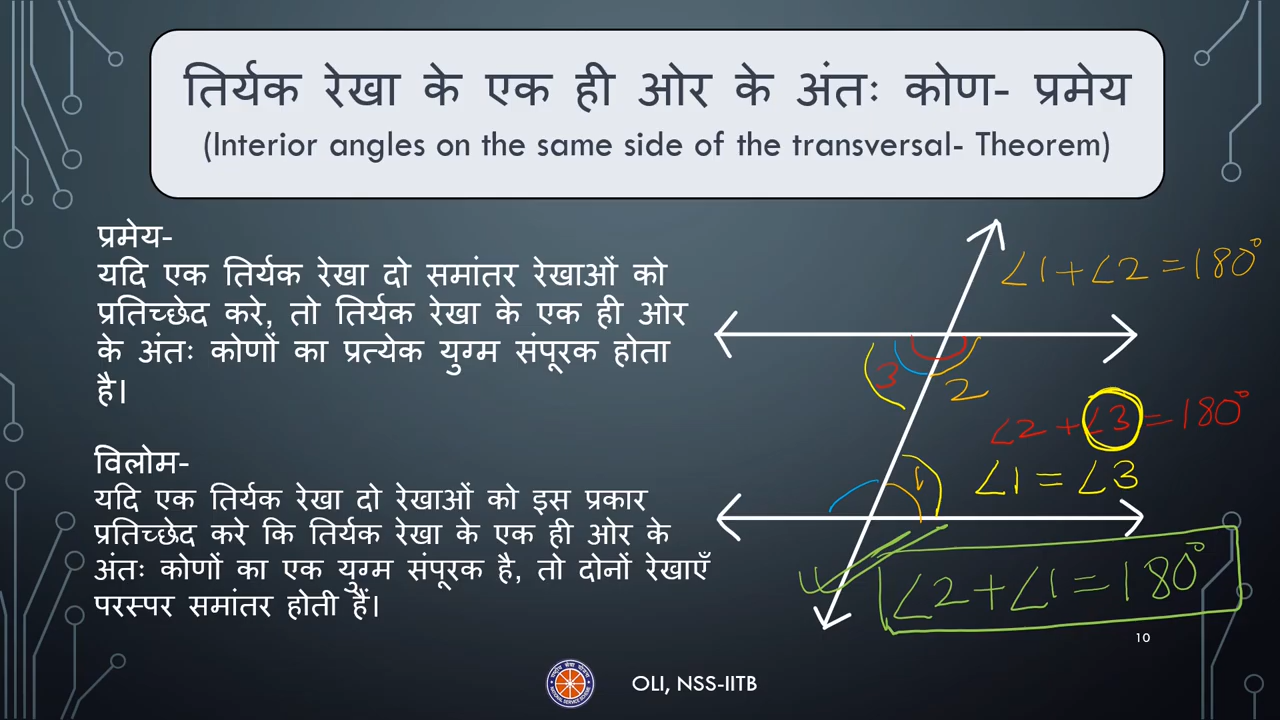 तिर्यक रेखा के एक ही ओर के अंतः कोण- प्रमेय
(Interior angles on the same side of the transversal- Theorem)
प्रमेय-
यदि एक तिर्यक रेखा दो समांतर रेखाओं को
प्रतिच्छेद करे, तो तिर्यक रेखा के एक ही ओर
के अंतः कोणों का प्रत्येक युग्म संपूरक होता
है।
विलोम-
यदि एक तिर्यक रेखा दो रेखाओं को इस प्रकार
प्रतिच्छेद करे कि तिर्यक रेखा के एक ही ओर के
अंतः कोणों का एक युग्म संपूरक है, तो दोनों रेखाएँ
परस्पर समांतर होती हैं।
∠1+∠2=180°
3
2
∠2+∠3=180°
1
∠1=∠3
∠2+∠1=180°
10
OLI, NSS-IITB